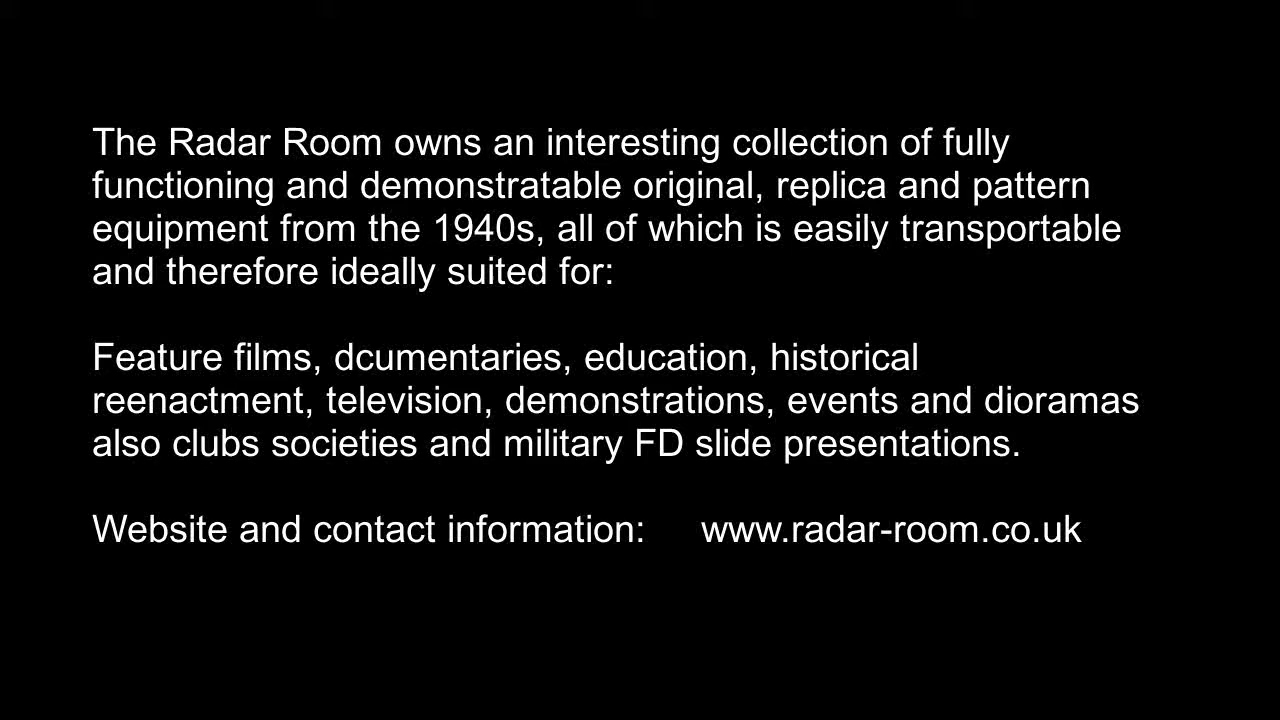 The Radar Room owns an interesting collection of fully
functioning and demonstratable original, replica and pattern
equipment from the 1940s, all of which is easily transportable
and therefore ideally suited for:
Feature films, dcumentaries, education, historical
reenactment, television, demonstrations, events and dioramas
also clubs societies and military FD slide presentations.
Website and contact information: www.radar-room.co.uk